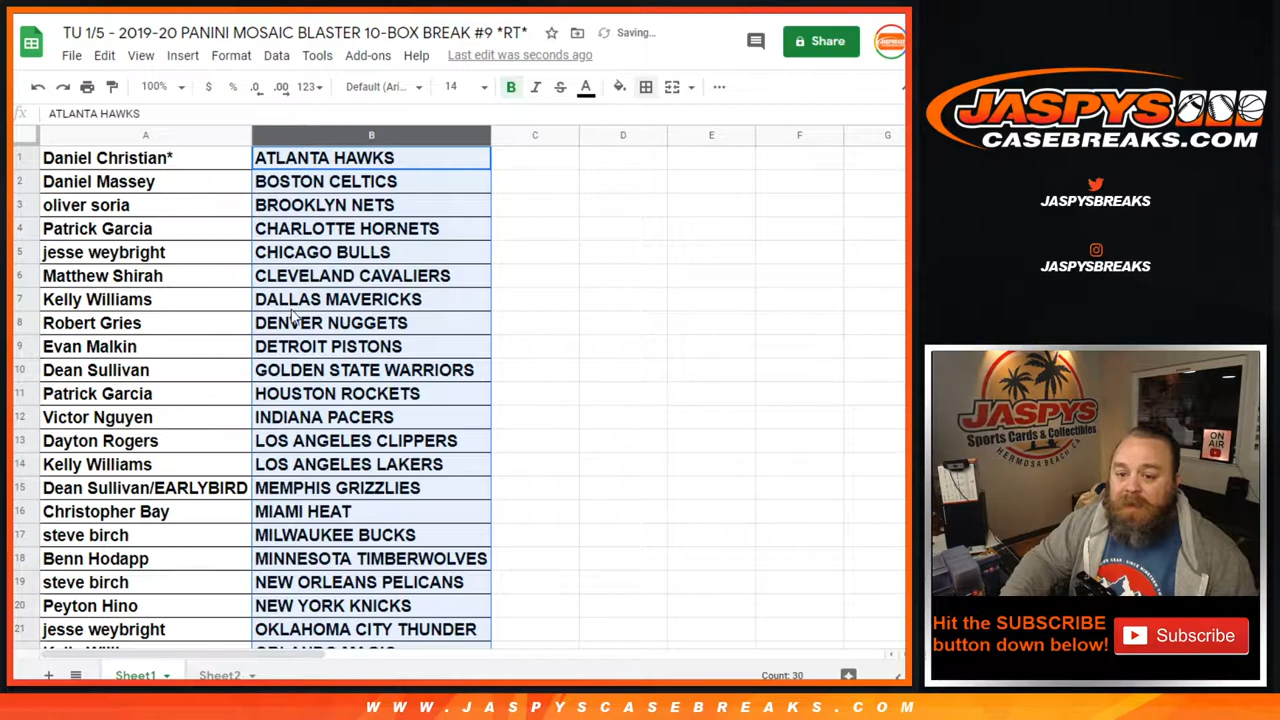 TU 1/5 - 2019-20 PANINI MOSAIC BLASTER 10-BOX BREAK #9 *RT*
Saving...
Share
File Edit View Insert Format Data Tools Add-ons Help Last edit was seconds ago
100% $ % .0 .00 123 Default (Ari... 14 B I S A ...
fx ATLANTA HAWKS
A B C D E F G
1 Daniel Christian* ATLANTA HAWKS
2 Daniel Massey BOSTON CELTICS
3 oliver soria BROOKLYN NETS
4 Patrick Garcia CHARLOTTE HORNETS
5 jesse weybright CHICAGO BULLS
6 Matthew Shirah CLEVELAND CAVALIERS
7 Kelly Williams DALLAS MAVERICKS
8 Robert Gries DENVER NUGGETS
9 Evan Malkin DETROIT PISTONS
10 Dean Sullivan GOLDEN STATE WARRIORS
11 Patrick Garcia HOUSTON ROCKETS
12 Victor Nguyen INDIANA PACERS
13 Dayton Rogers LOS ANGELES CLIPPERS
14 Kelly Williams LOS ANGELES LAKERS
15 Dean Sullivan/EARLYBIRD MEMPHIS GRIZZLIES
16 Christopher Bay MIAMI HEAT
17 steve birch MILWAUKEE BUCKS
18 Benn Hodapp MINNESOTA TIMBERWOLVES
19 steve birch NEW ORLEANS PELICANS
20 Peyton Hino NEW YORK KNICKS
21 jesse weybright OKLAHOMA CITY THUNDER
Sheet1 Sheet2 Count: 30
JASPYS
CASEBREAKS.COM
JASPYSBREAKS
JASPYSBREAKS
JASPYS
Sports Cards & Collectibles
HERMOSA BEACH CA
ON
AIR
Hit the SUBSCRIBE
button down below!
Subscribe
WWW.JASPYSCASEBREAKS.COM